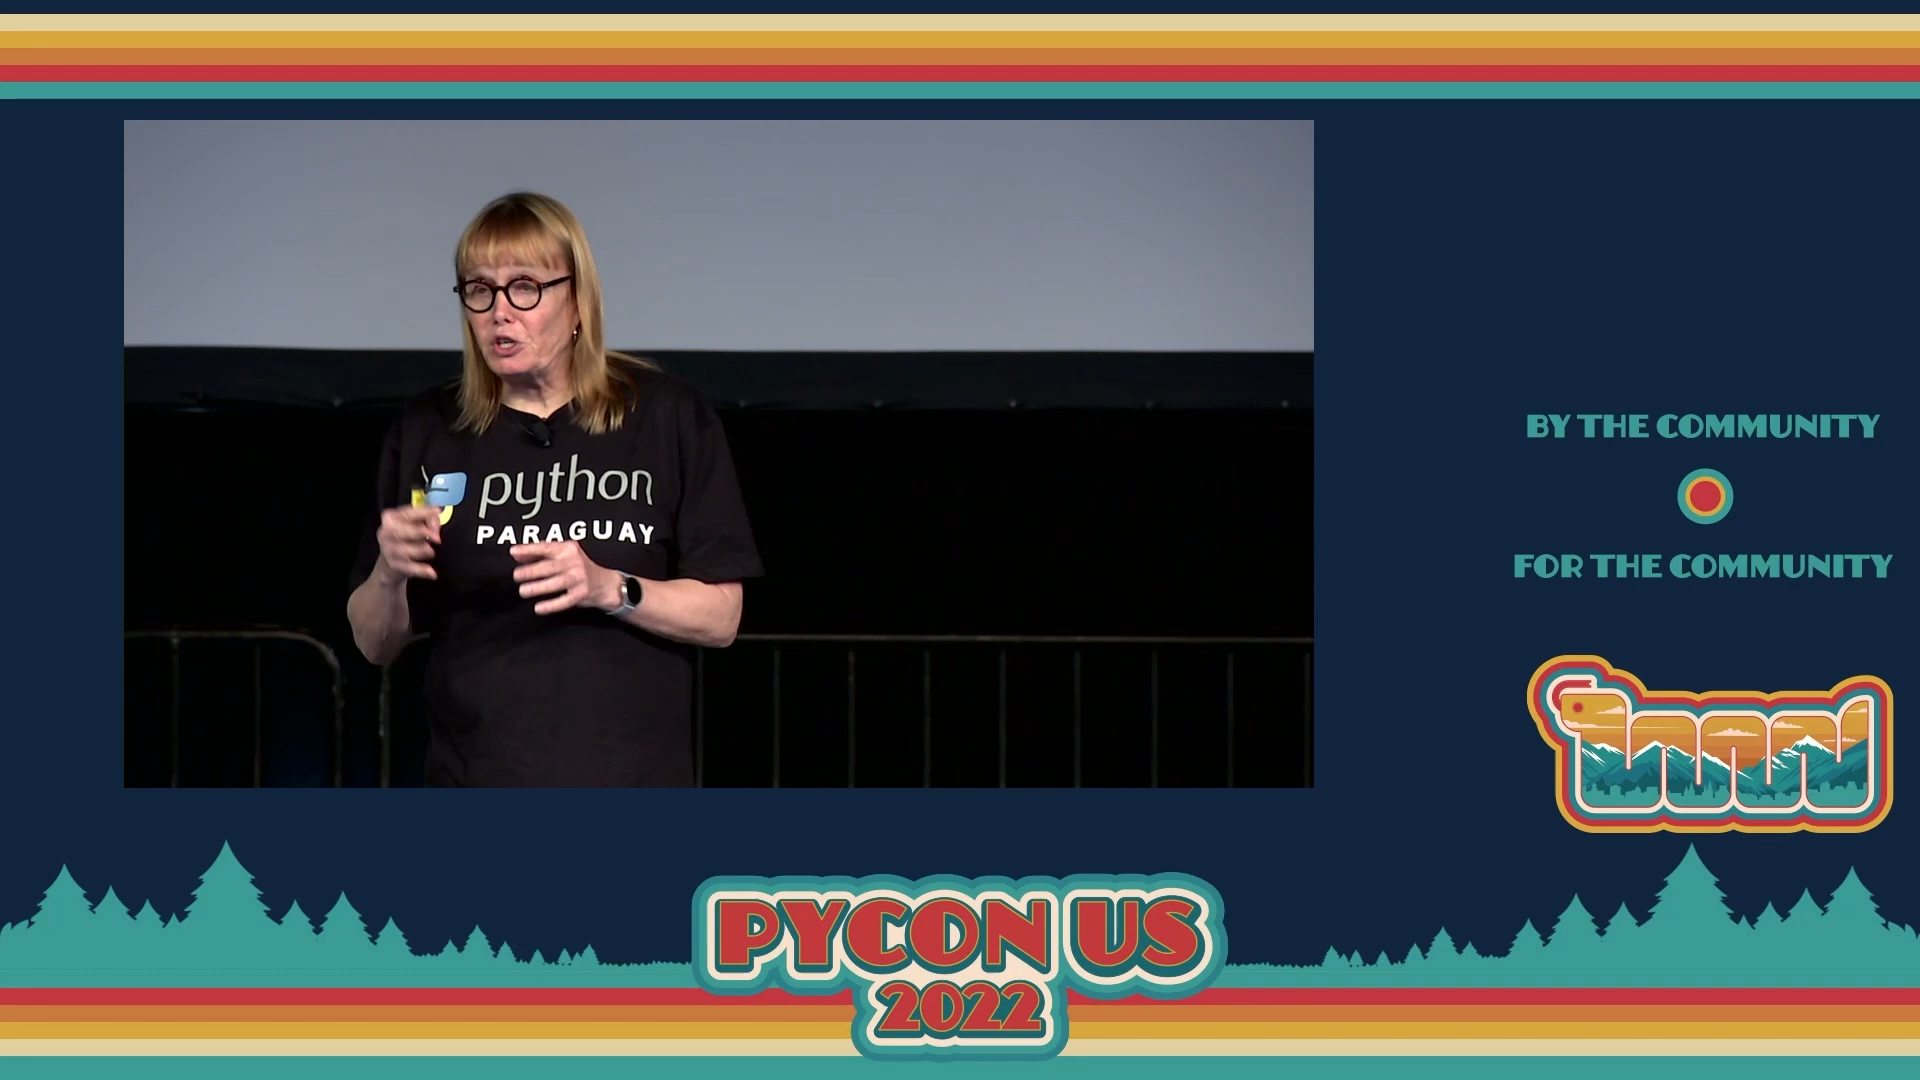 python
PARAGUAY
BY THE COMMUNITY
FOR THE COMMUNITY
PYCON US
2022